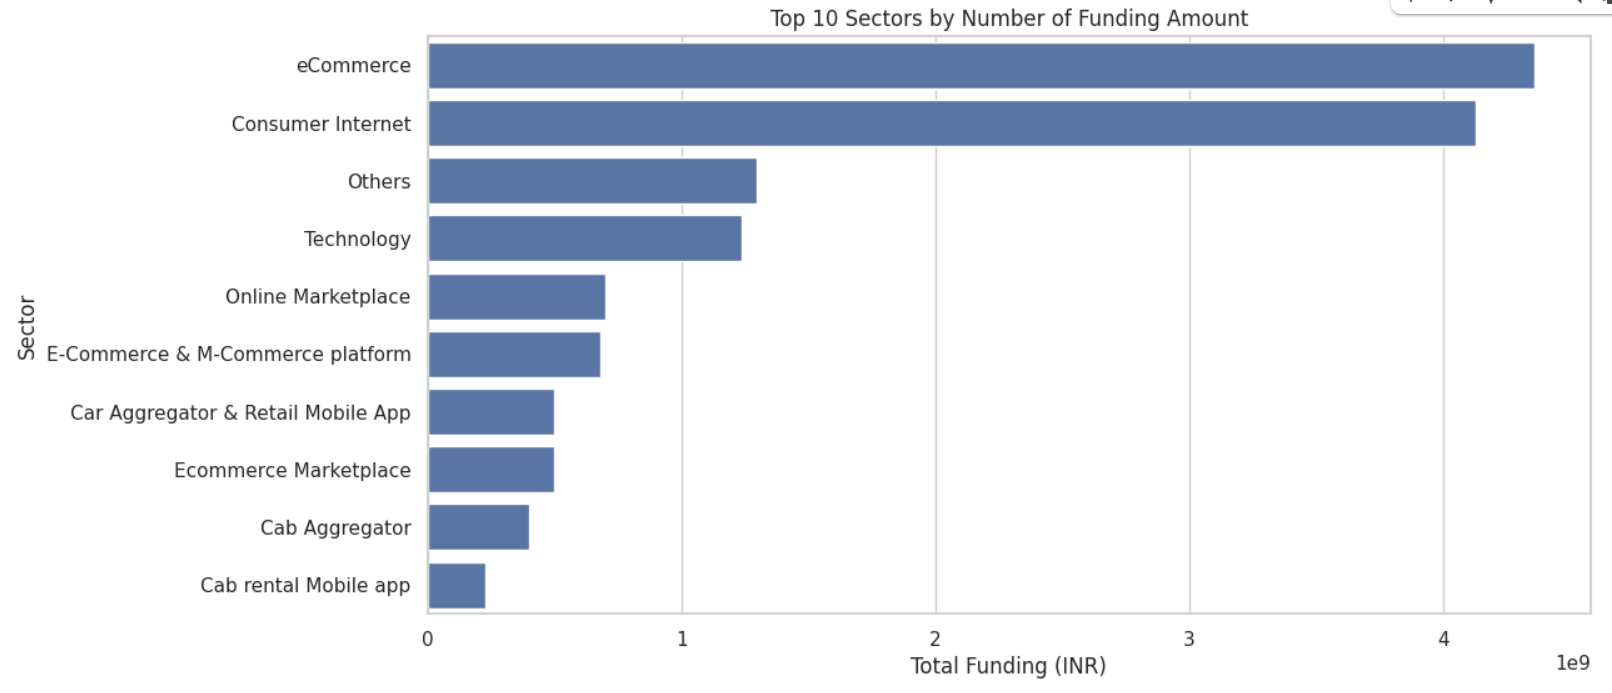 Top 10 Sectors by Number of Funding Amount
Sector
eCommerce
Consumer Internet
Others
Technology
Online Marketplace
E-Commerce & M-Commerce platform
Car Aggregator & Retail Mobile App
Ecommerce Marketplace
Cab Aggregator
Cab rental Mobile app
0 1 2 3 4
1e9
Total Funding (INR)